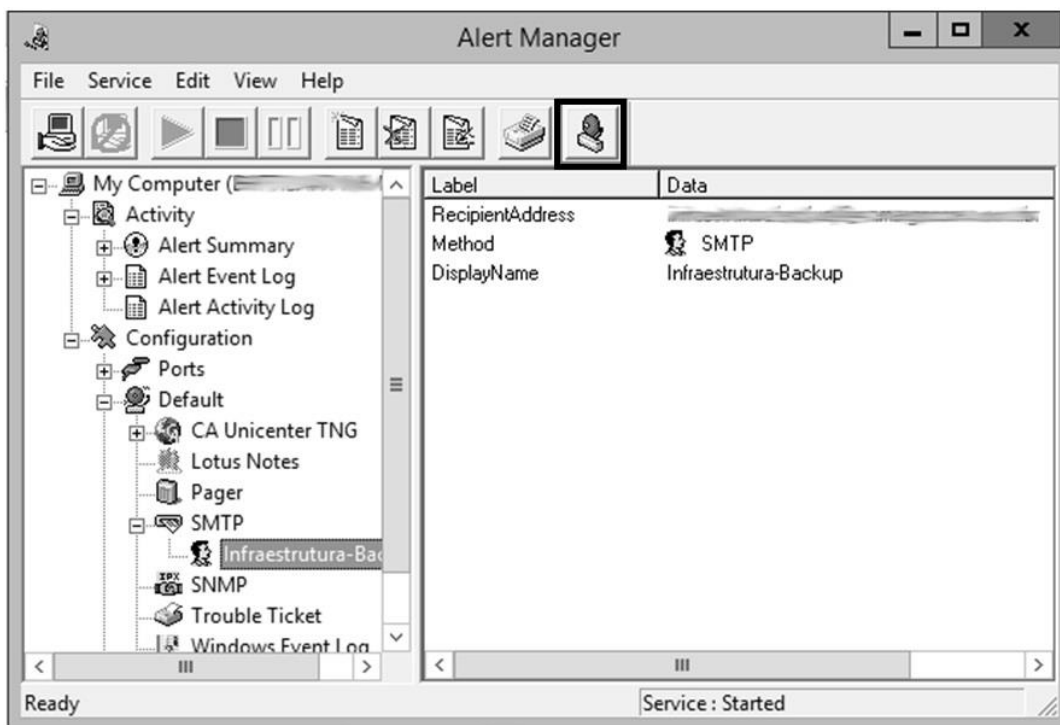 Alert Manager
File Service Edit View Help
My Computer (
Activity
Alert Summary
Alert Event Log
Alert Activity Log
Configuration
Ports
Default
CA Unicenter TNG
Lotus Notes
Pager
SMTP
Infraestrutura-Bac
IPX
SNMP
Trouble Ticket
Windows Event Log
Label Data
RecipientAddress
Method SMTP
DisplayName Infraestrutura-Backup
Ready Service : Started